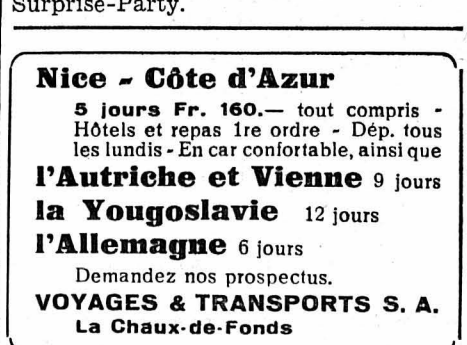 Surprise-Party.
Nice - Côte d'Azur
5 jours Fr. 160.— tout compris -
Hôtels et repas 1re ordre - Dép. tous
les lundis - En car confortable, ainsi que
l'Autriche et Vienne 9 jours
la Yougoslavie 12 jours
l'Allemagne 6 jours
Demandez nos prospectus.
VOYAGES & TRANSPORTS S. A.
La Chaux-de-Fonds